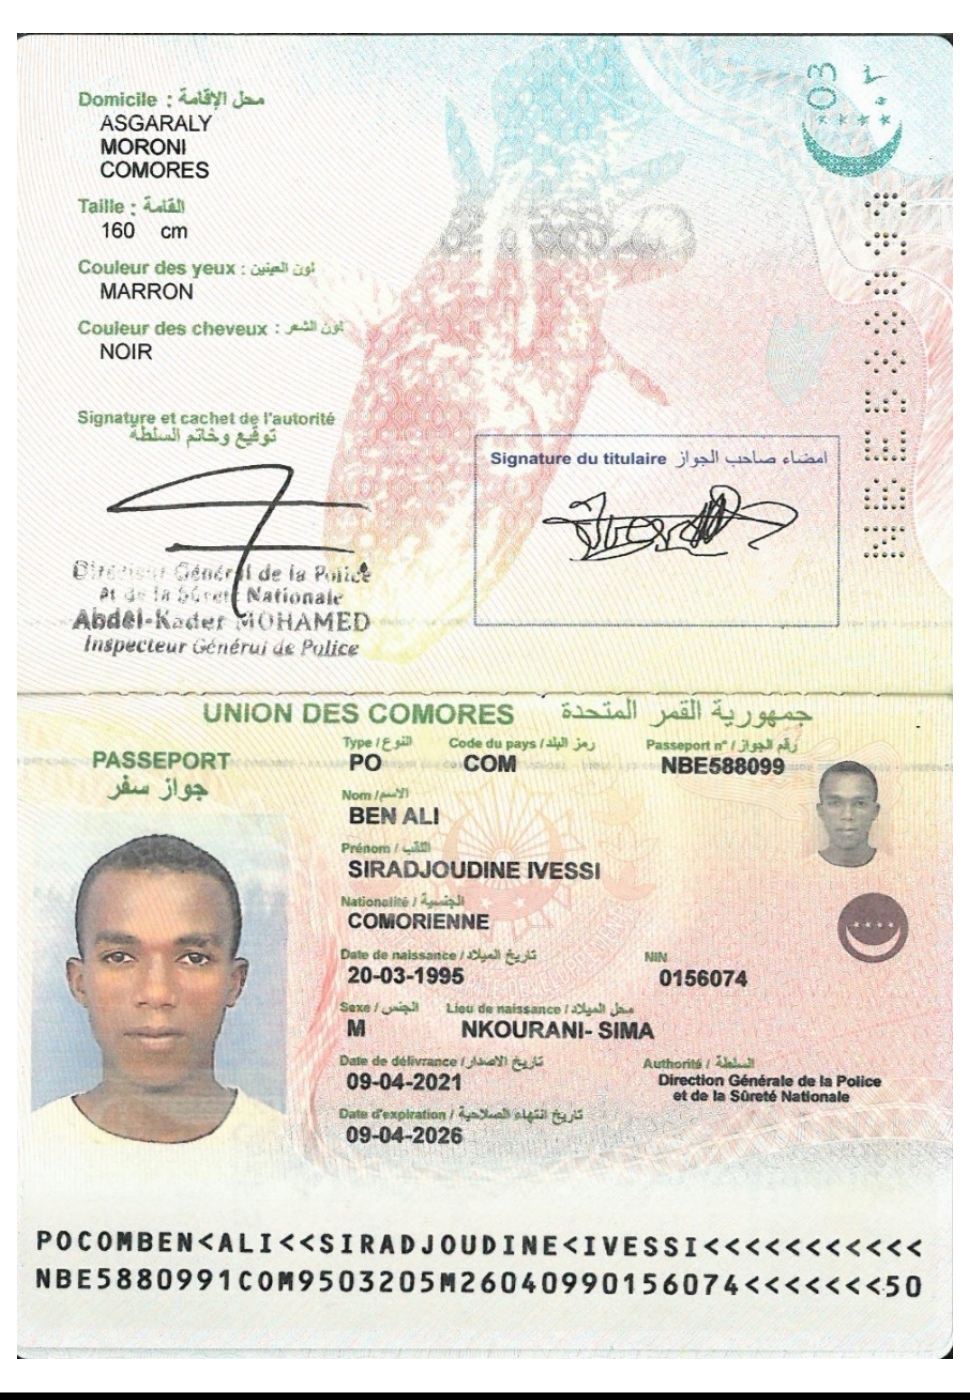 03
٠٣
Domicile : محل الإقامة
ASGARALY
MORONI
COMORES
Taille : القامة
160 cm
Couleur des yeux : لون العينين
MARRON
Couleur des cheveux : لون الشعر
NOIR
Signature et cachet de l'autorité
توقيع وخاتم السلطة
Directeur Général de la Police
et de la Sûreté Nationale
Abdel-Kader MOHAMED
Inspecteur Général de Police
Signature du titulaire امضاء صاحب الجواز
NBE588099
UNION DES COMORES جمهورية القمر المتحدة
PASSEPORT
جواز سفر
Type / النوع Code du pays / رمز البلد Passeport n° / رقم الجواز
PO COM NBE588099
Nom / الاسم
BEN ALI
Prénom / اللقب
SIRADJOUDINE IVESSI
Nationalité / الجنسية
COMORIENNE
Date de naissance / تاريخ الميلاد NIN
20-03-1995 0156074
Sexe / الجنس Lieu de naissance / محل الميلاد
M NKOURANI- SIMA
Date de délivrance / تاريخ الاصدار Authorité / السلطة
09-04-2021 Direction Générale de la Police
et de la Sûreté Nationale
Date d'expiration / تاريخ انتهاء الصلاحية
09-04-2026
POCOMBEN<ALI<<SIRADJOUDINE<IVESSI<<<<<<<<<<<
NBE5880991COM9503205M26040990156074<<<<<<<50